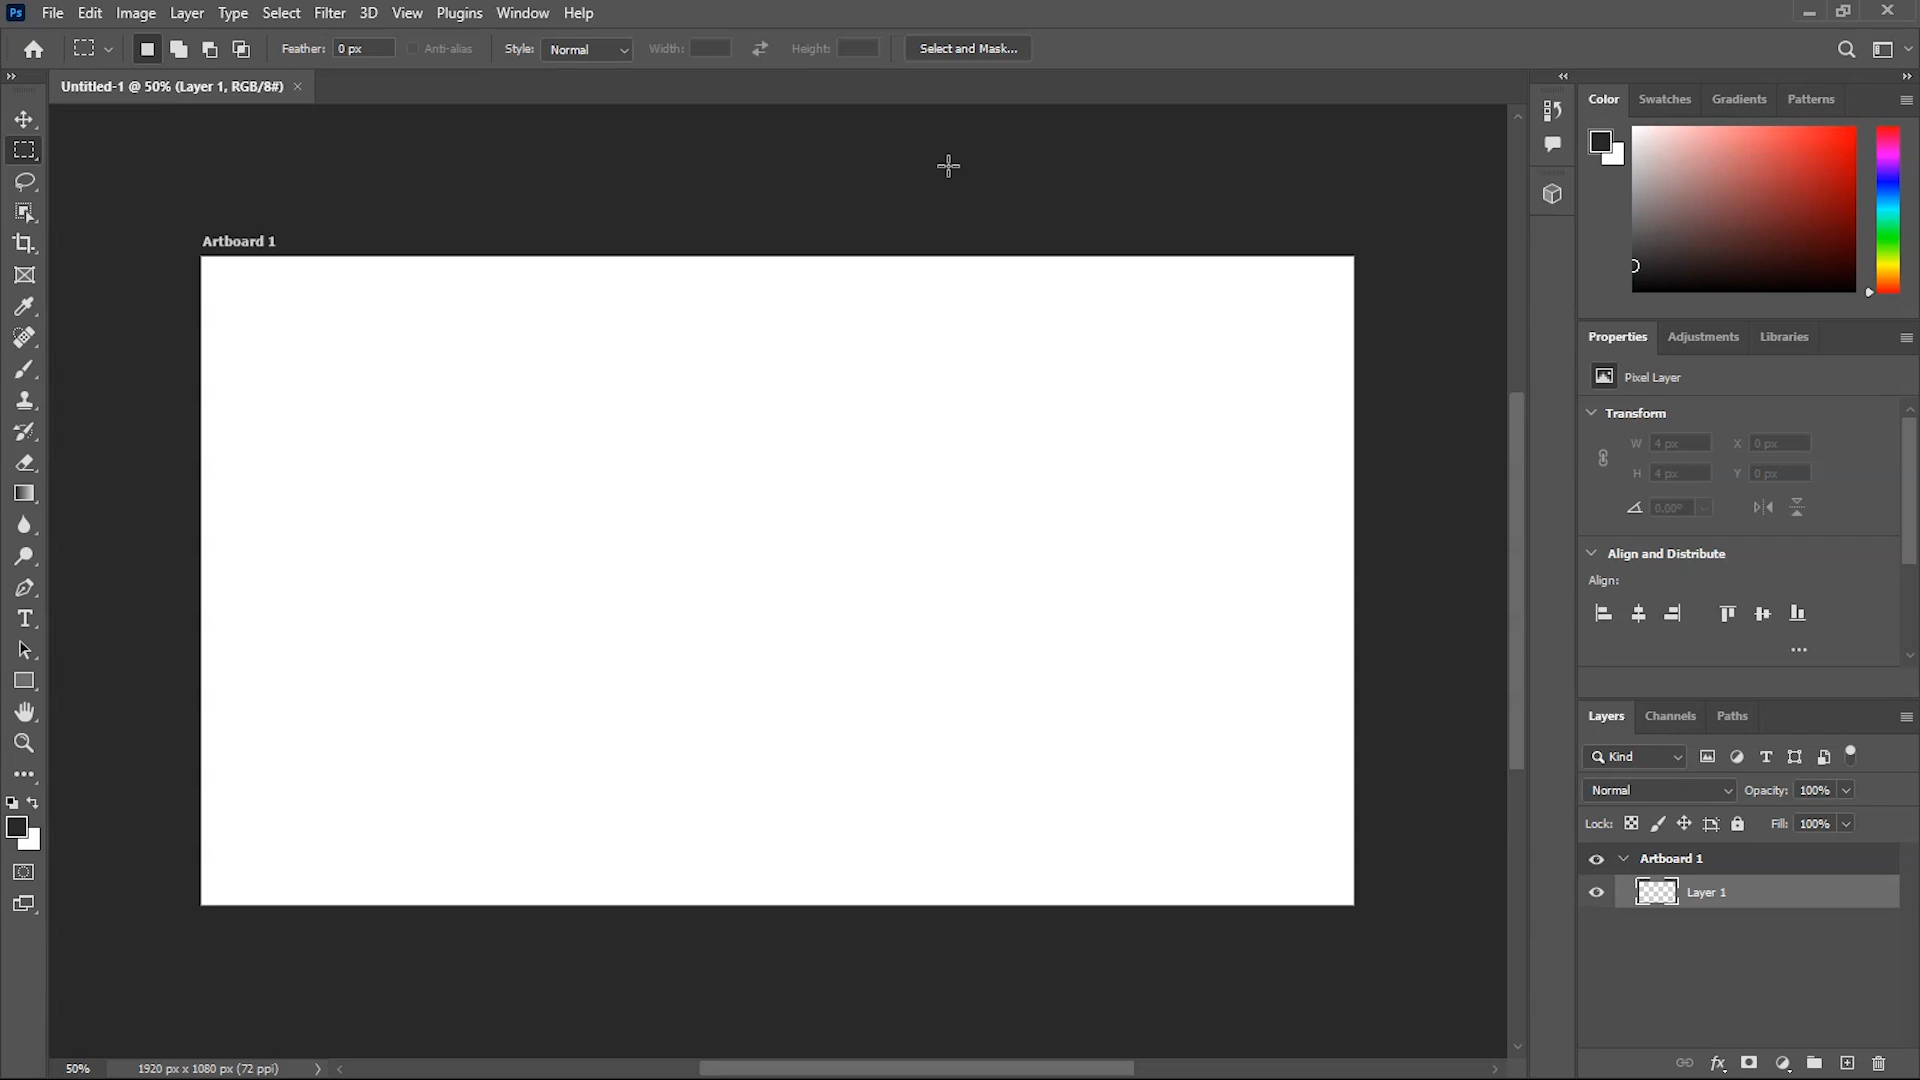 Ps File Edit Image Layer Type Select Filter 3D View Plugins Window Help
Feather: 0 px Anti-alias Style: Normal Width: Height: Select and Mask...
Untitled-1 @ 50% (Layer 1, RGB/8#)
Artboard 1
50% 1920 px x 1080 px (72 ppi)
Color Swatches Gradients Patterns
Properties Adjustments Libraries
Pixel Layer
Transform
W 4 px X 0 px
H 4 px Y 0 px
0.00°
Align and Distribute
Align:
Layers Channels Paths
Kind
Normal Opacity: 100%
Lock: Fill: 100%
Artboard 1
Layer 1